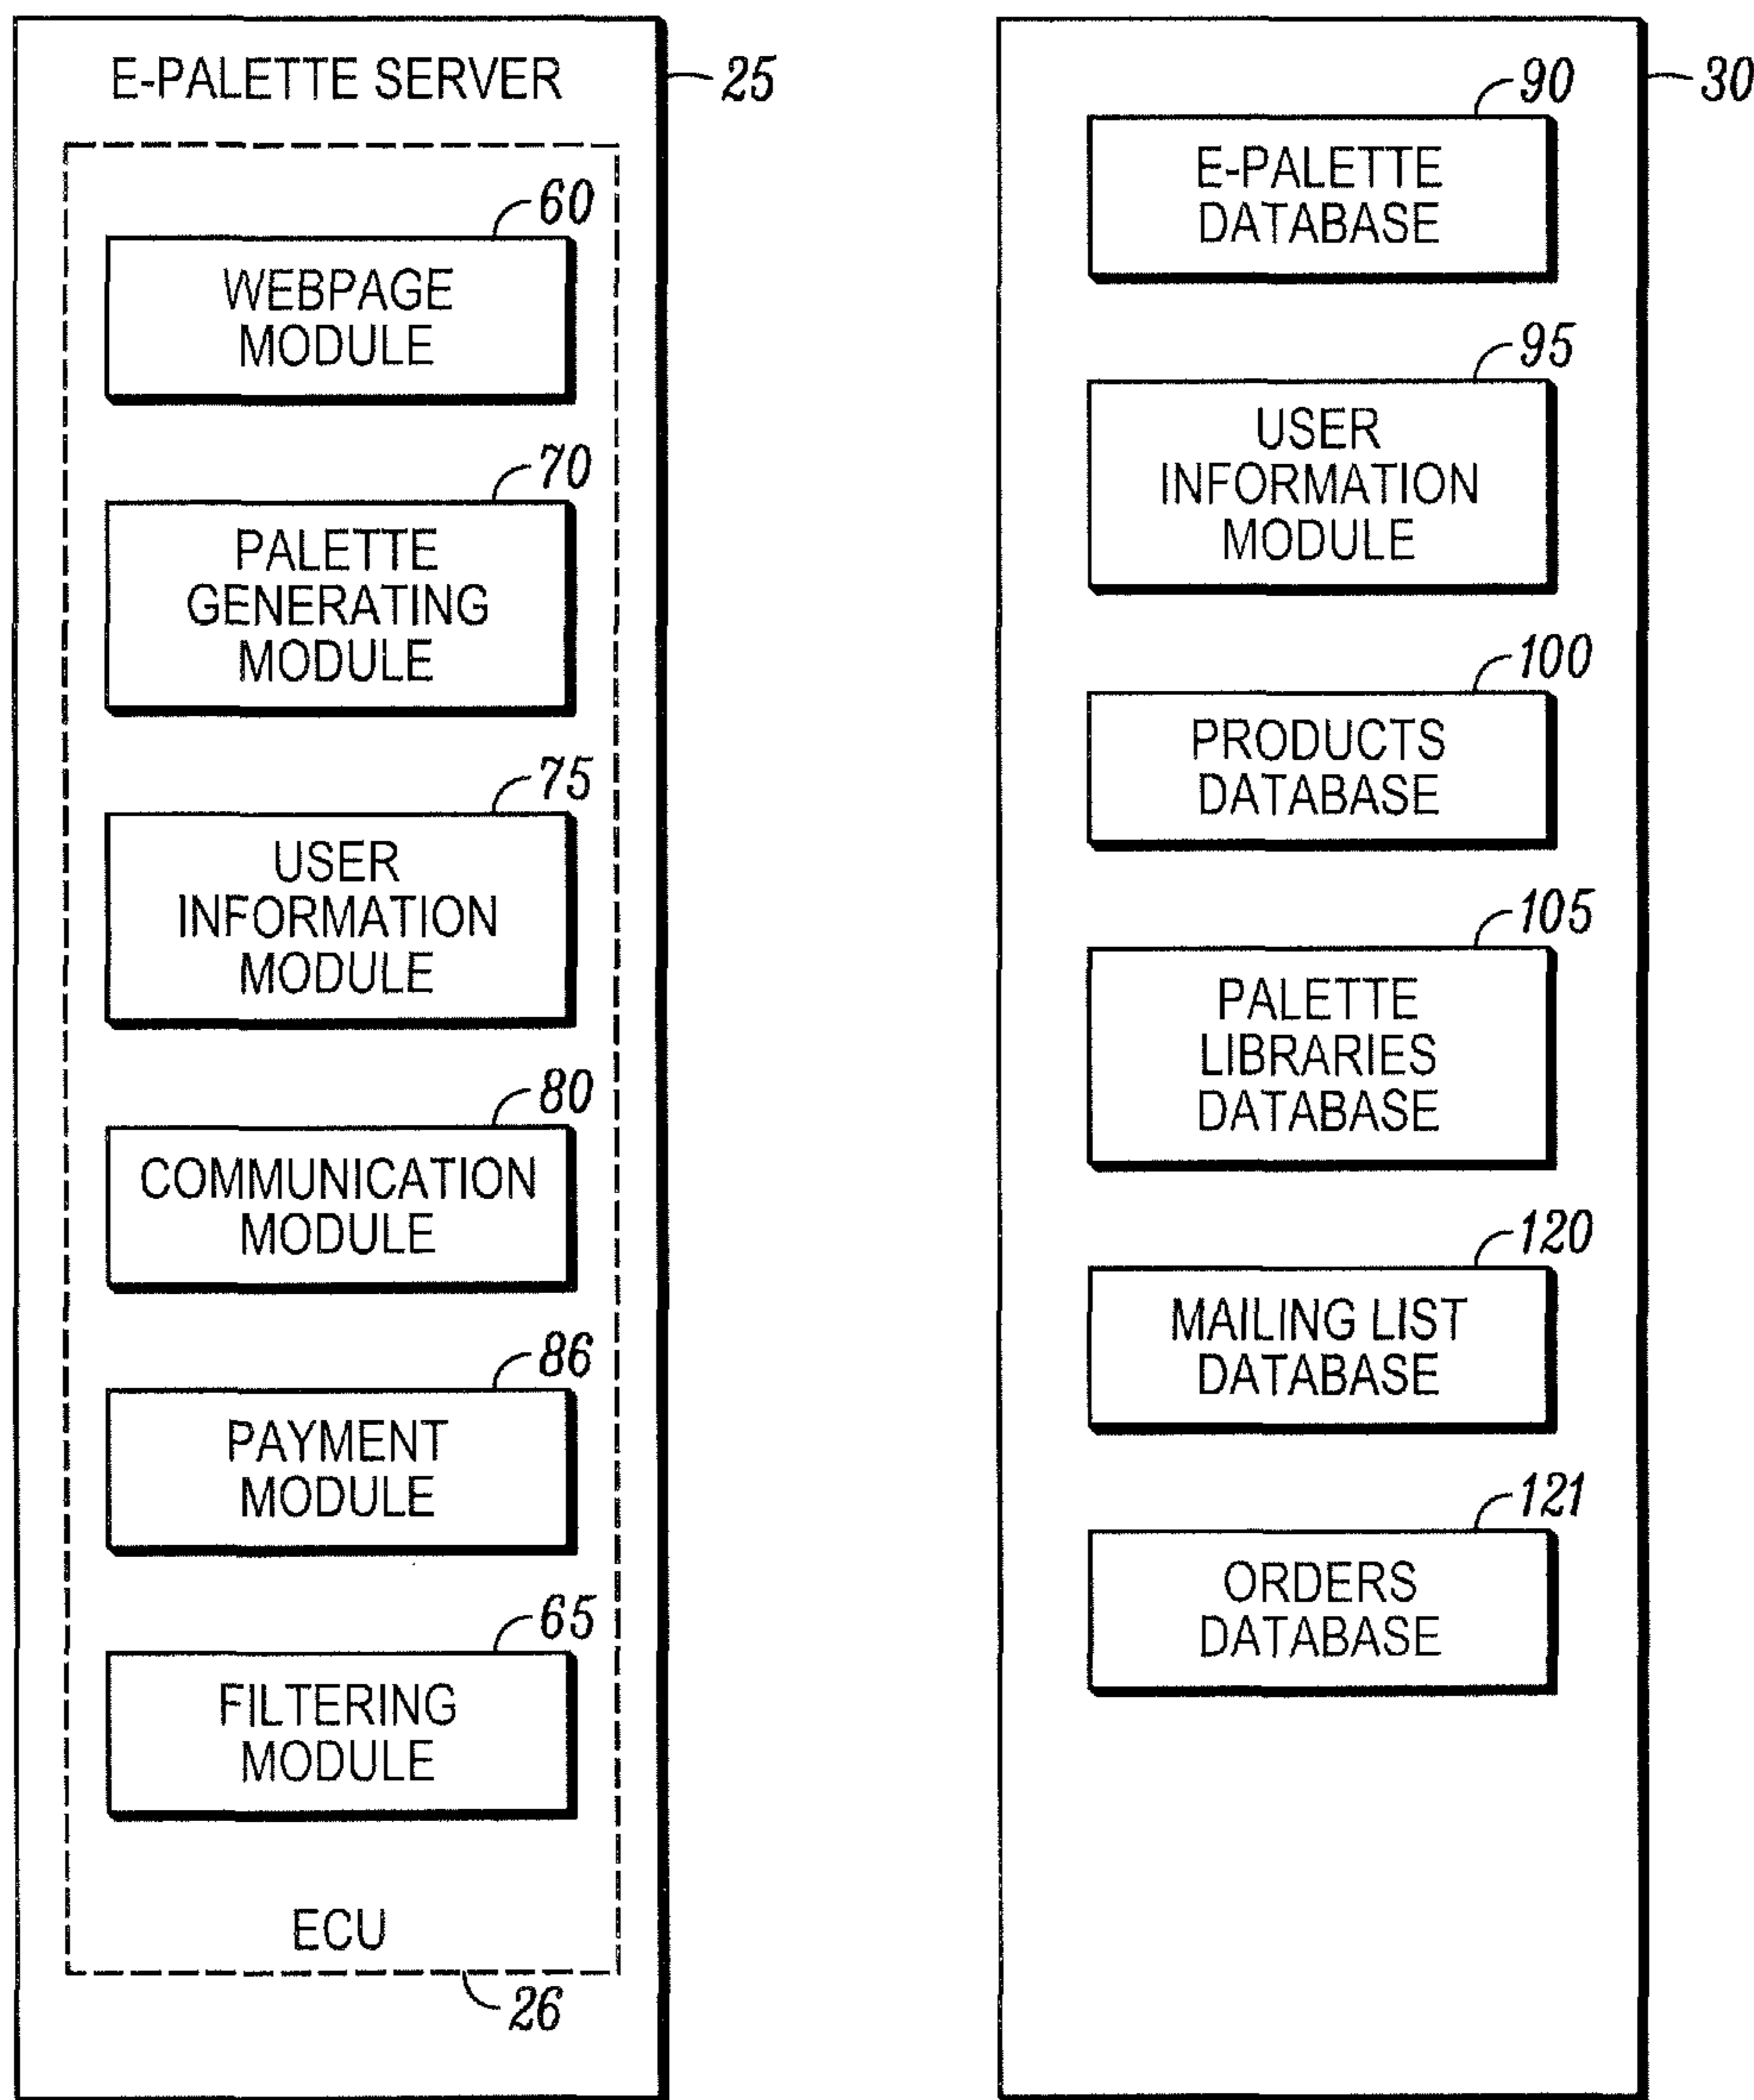 E-PALETTE SERVER
25
60
WEBPAGE
MODULE
70
PALETTE
GENERATING
MODULE
75
USER
INFORMATION
MODULE
80
COMMUNICATION
MODULE
86
PAYMENT
MODULE
65
FILTERING
MODULE
ECU
26
30
90
E-PALETTE
DATABASE
95
USER
INFORMATION
MODULE
100
PRODUCTS
DATABASE
105
PALETTE
LIBRARIES
DATABASE
120
MAILING LIST
DATABASE
121
ORDERS
DATABASE